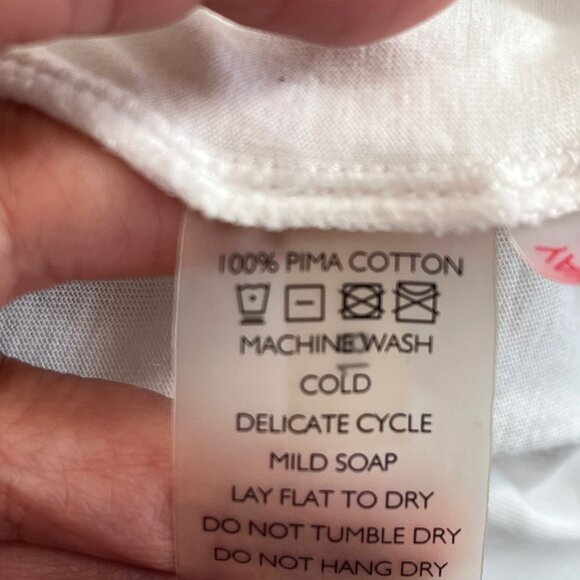 100% PIMA COTTON
MACHINE WASH
COLD
DELICATE CYCLE
MILD SOAP
LAY FLAT TO DRY
DO NOT TUMBLE DRY
DO NOT HANG DRY